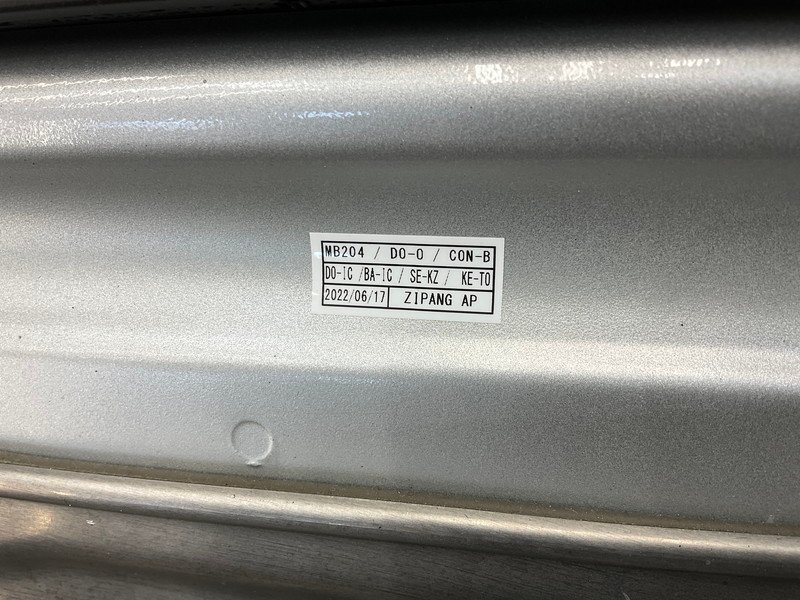 MB204 / DO-O / CON-B
DO-IC /BA-IC / SE-KZ / KE-TO
2022/06/17 ZIPANG AP